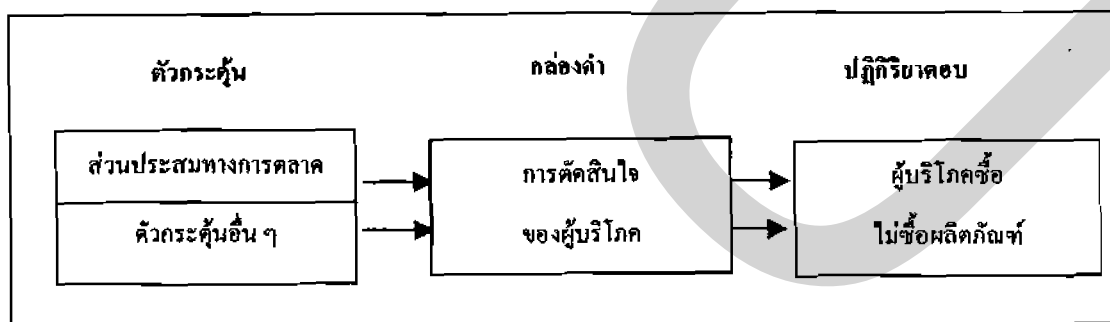 ตัวกระตุ้น กล่องดำ ปฏิกิริยาตอบ
ส่วนประสมทางการตลาด การตัดสินใจ ผู้บริโภคซื้อ
ตัวกระตุ้นอื่น ๆ ของผู้บริโภค ไม่ซื้อผลิตภัณฑ์